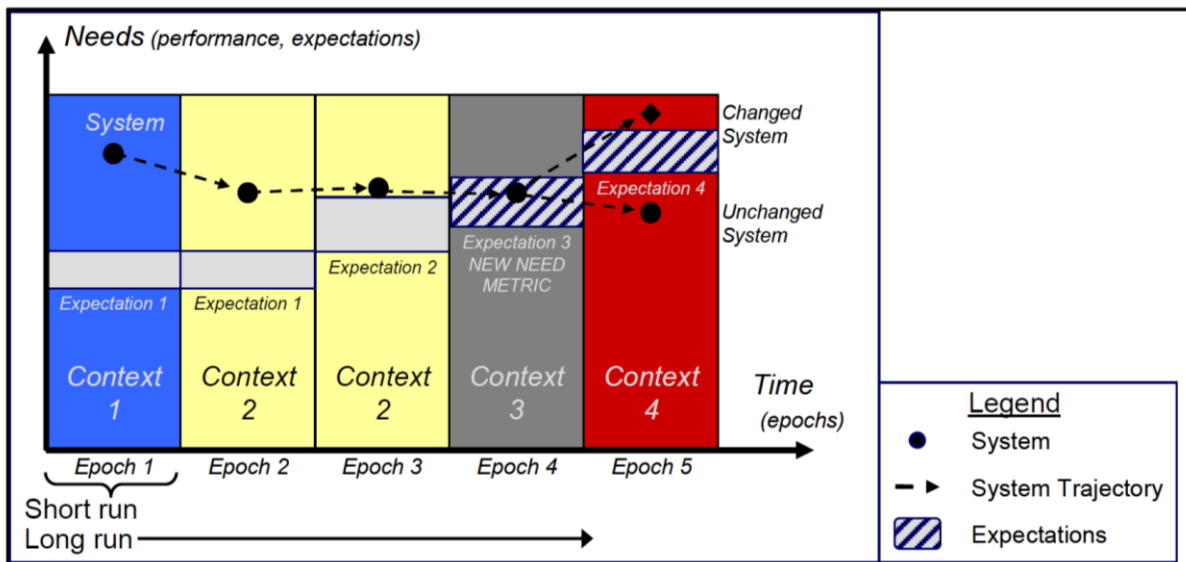 Needs (performance, expectations)
System
Changed
System
Expectation 4
Unchanged
System
Expectation 3
NEW NEED
METRIC
Expectation 2
Expectation 1
Expectation 1
Context
1
Context
2
Context
2
Context
3
Context
4
Time
(epochs)
Epoch 1
Epoch 2
Epoch 3
Epoch 4
Epoch 5
Short run
Long run
Legend
System
System Trajectory
Expectations